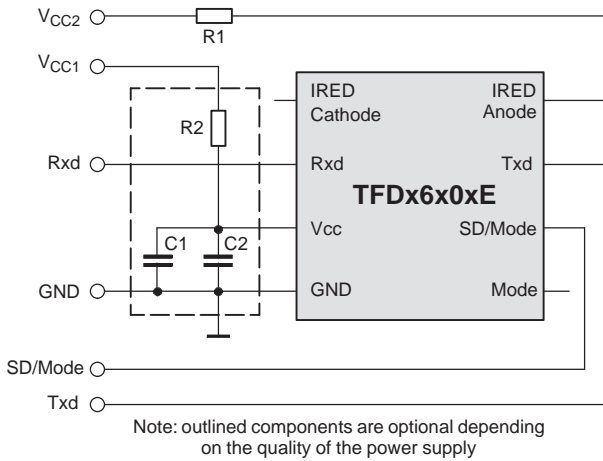 VCC2
R1
VCC1
IRED
Cathode
IRED
Anode
R2
Rxd
Rxd
Txd
TFDx6x0xE
C1
C2
Vcc
SD/Mode
GND
GND
Mode
SD/Mode
Txd
Note: outlined components are optional depending
on the quality of the power supply